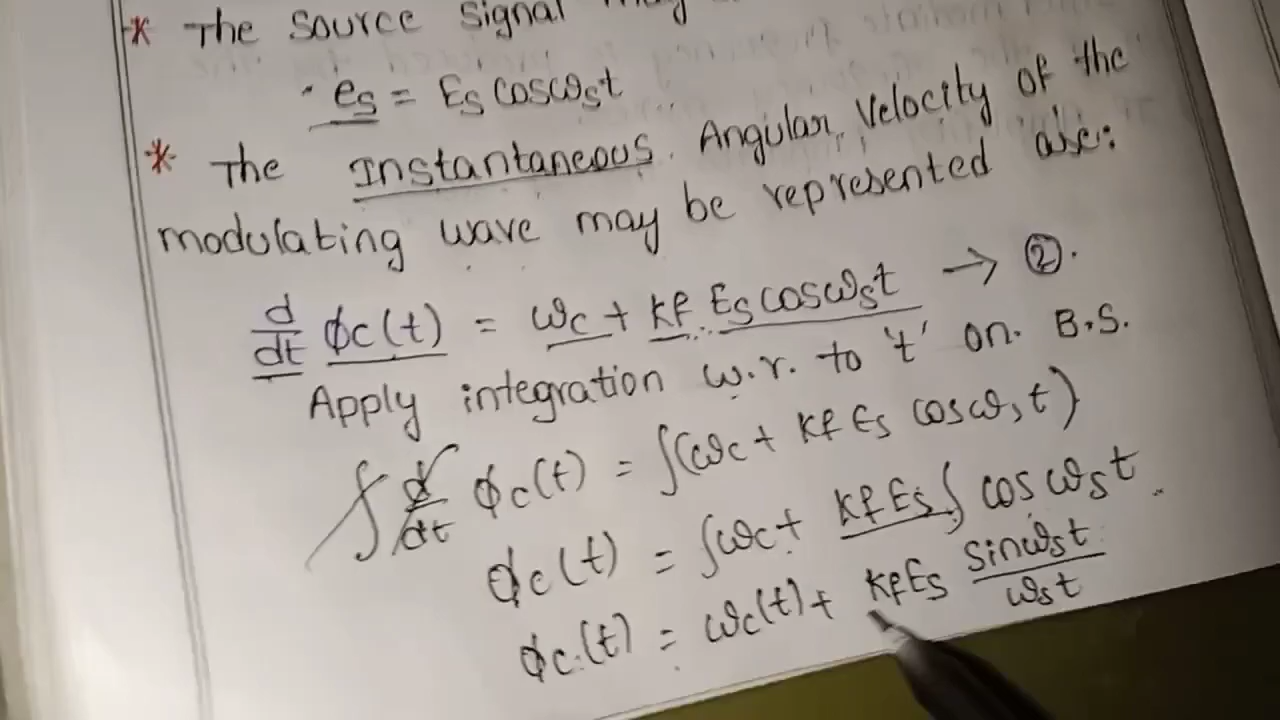 * The Source Signal may
es = Es cosωst
* The Instantaneous Angular Velocity of the
modulating wave may be represented as:
d/dt ϕc(t) = ωc + kf Es cosωst → ②.
Apply integration w.r. to 't' on B.S.
∫ d/dt ϕc(t) = ∫(ωc + kf Es cosωst)
ϕc(t) = ∫ωc + kf Es ∫ cosωst
ϕc(t) = ωc(t) + kf Es sinωst/ωst